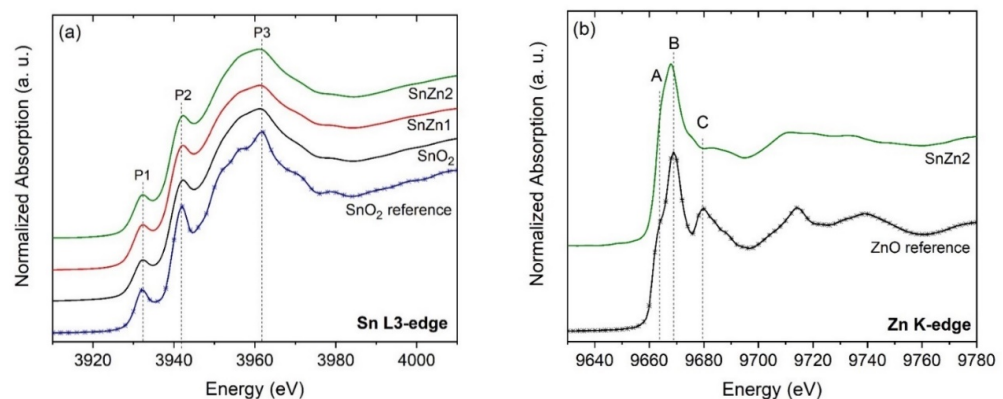 (a)
P1
P2
P3
SnZn2
SnZn1
SnO₂
SnO₂ reference
Sn L3-edge
Normalized Absorption (a. u.)
3920
3940
3960
3980
4000
Energy (eV)
(b)
A
B
C
SnZn2
ZnO reference
Zn K-edge
Normalized Absorption (a. u.)
9640
9660
9680
9700
9720
9740
9760
9780
Energy (eV)